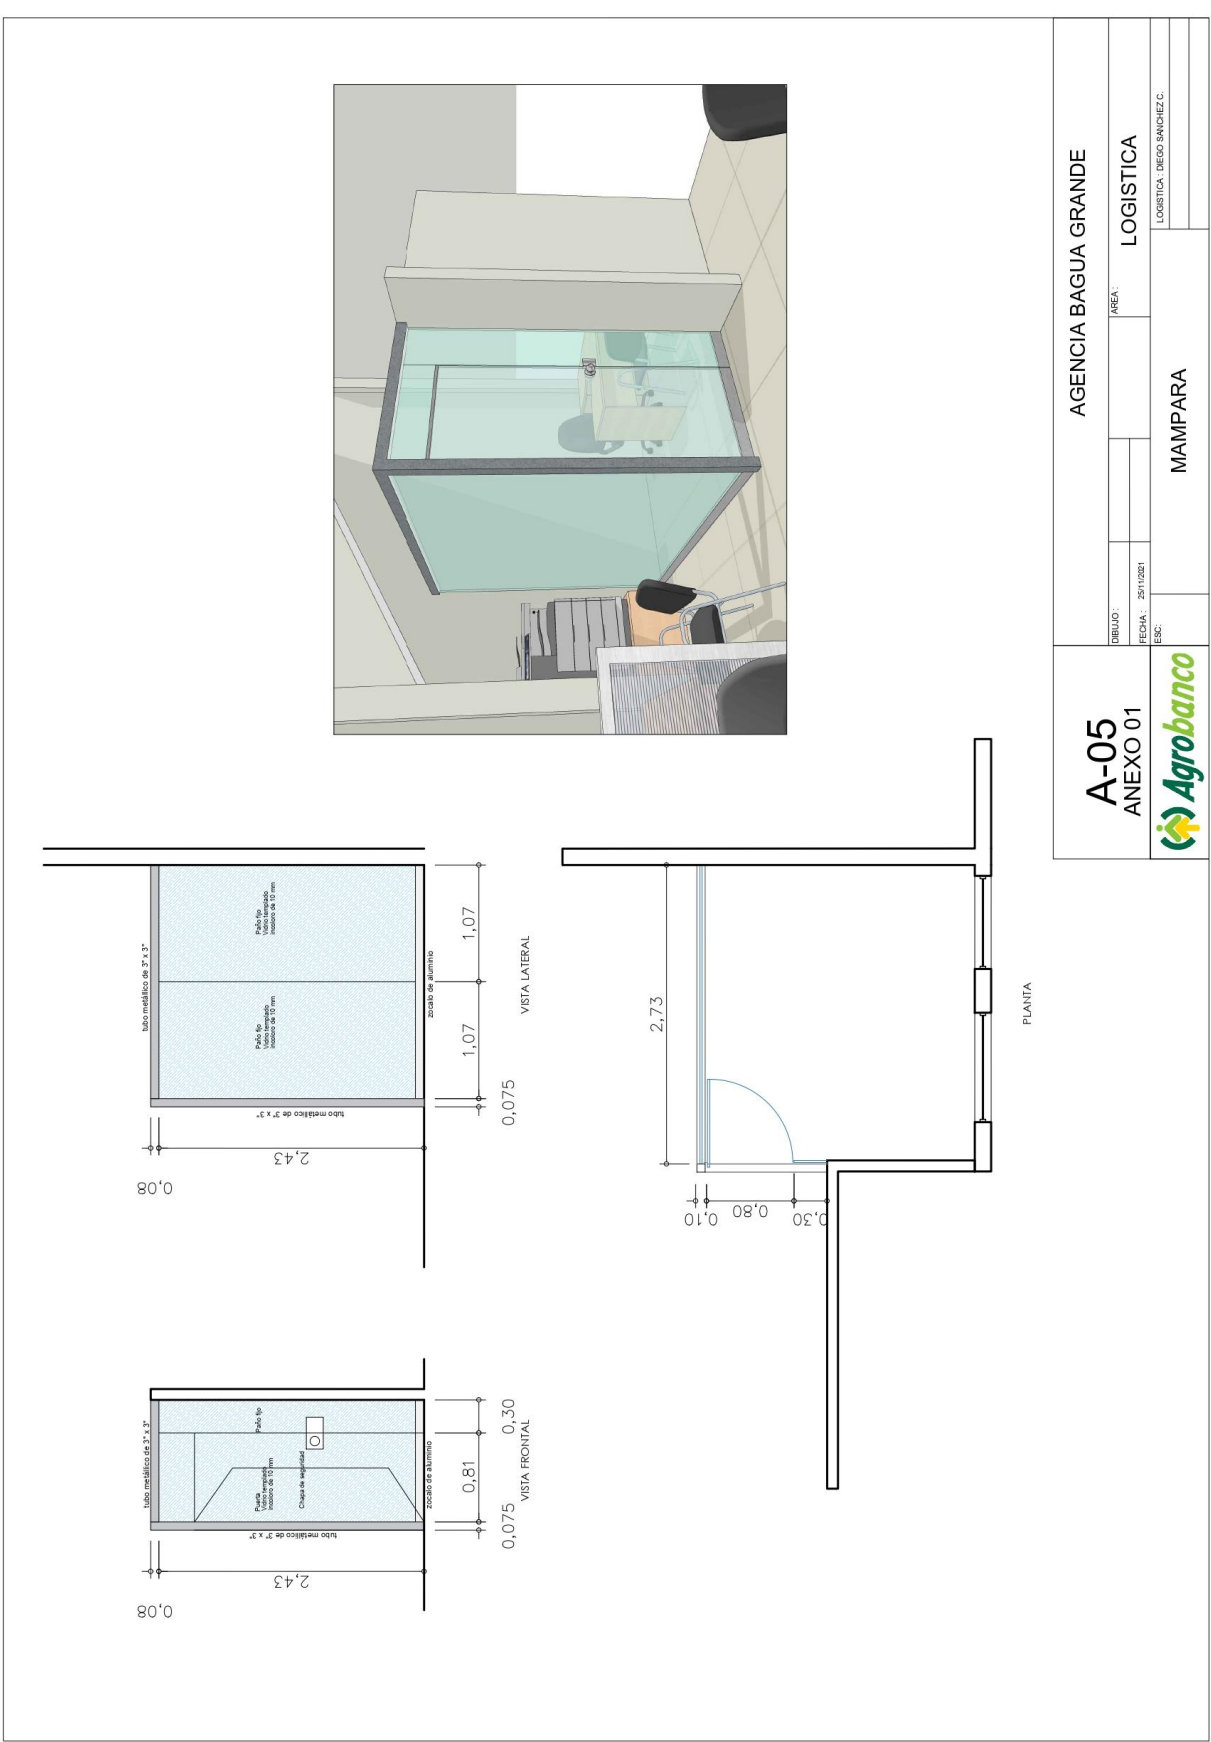 tubo metállico de 3" x 3"
tubo metállico de 3" x 3"
Puerta
Vidrio templado
incoloro de 10 mm
Paño fijo
Chapa de seguridad
zocalo de aluminio
0,08
2,43
0,075
0,81
0,30
VISTA FRONTAL
tubo metállico de 3" x 3"
tubo metállico de 3" x 3"
Paño fijo
Vidrio templado
incoloro de 10 mm
Paño fijo
Vidrio templado
incoloro de 10 mm
zocalo de aluminio
0,08
2,43
0,075
1,07
1,07
VISTA LATERAL
2,73
0,10
0,80
0,30
PLANTA
A-05
ANEXO 01
Agrobanco
AGENCIA BAGUA GRANDE
DIBUJO :
FECHA : 25/11/2021
AREA :
LOGISTICA
ESC:
MAMPARA
LOGISTICA : DIEGO SANCHEZ C.